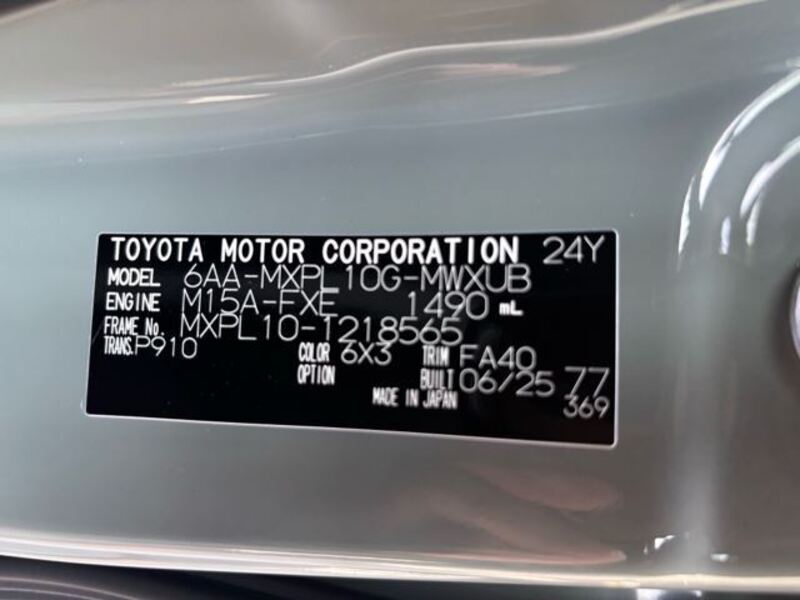 TOYOTA MOTOR CORPORATION 24Y
MODEL 6AA-MXPL10G-MWXUB
ENGINE M15A-FXE 1490 mL
FRAME No. MXPL10-1218565
TRANS. P910 COLOR 6X3 TRIM FA40
OPTION BUILT 06/25 77
MADE IN JAPAN 369